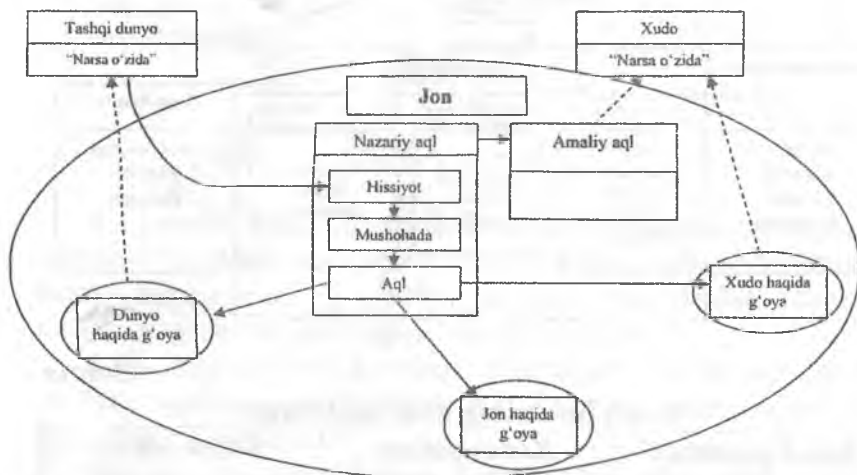 Tashqi dunyo
“Narsa o‘zida”
Xudo
“Narsa o‘zida”
Jon
Nazariy aql
Hissiyot
Mushohada
Aql
Amaliy aql
Dunyo
haqida g‘oya
Jon haqida
g‘oya
Xudo haqida
g‘oya